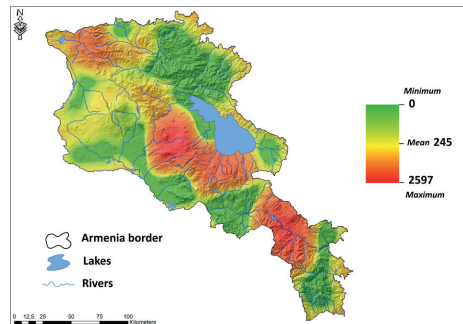 N
Minimum
0
Mean 245
2597
Maximum
Armenia border
Lakes
Rivers
0 12,5 25 50 75 100
Kilometers